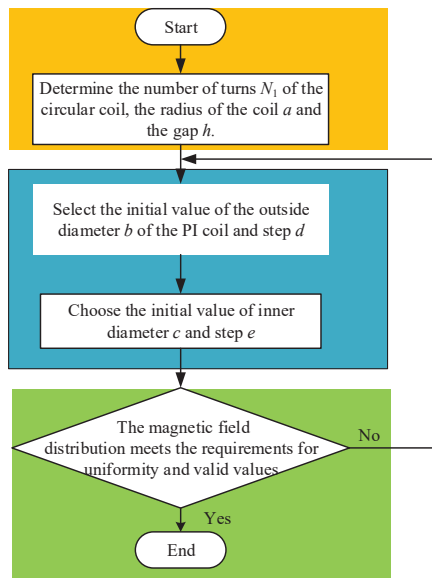 Start
Determine the number of turns N₁ of the
circular coil, the radius of the coil a and
the gap h.
Select the initial value of the outside
diameter b of the PI coil and step d
Choose the initial value of inner
diameter c and step e
The magnetic field
distribution meets the requirements for
uniformity and valid values
No
Yes
End